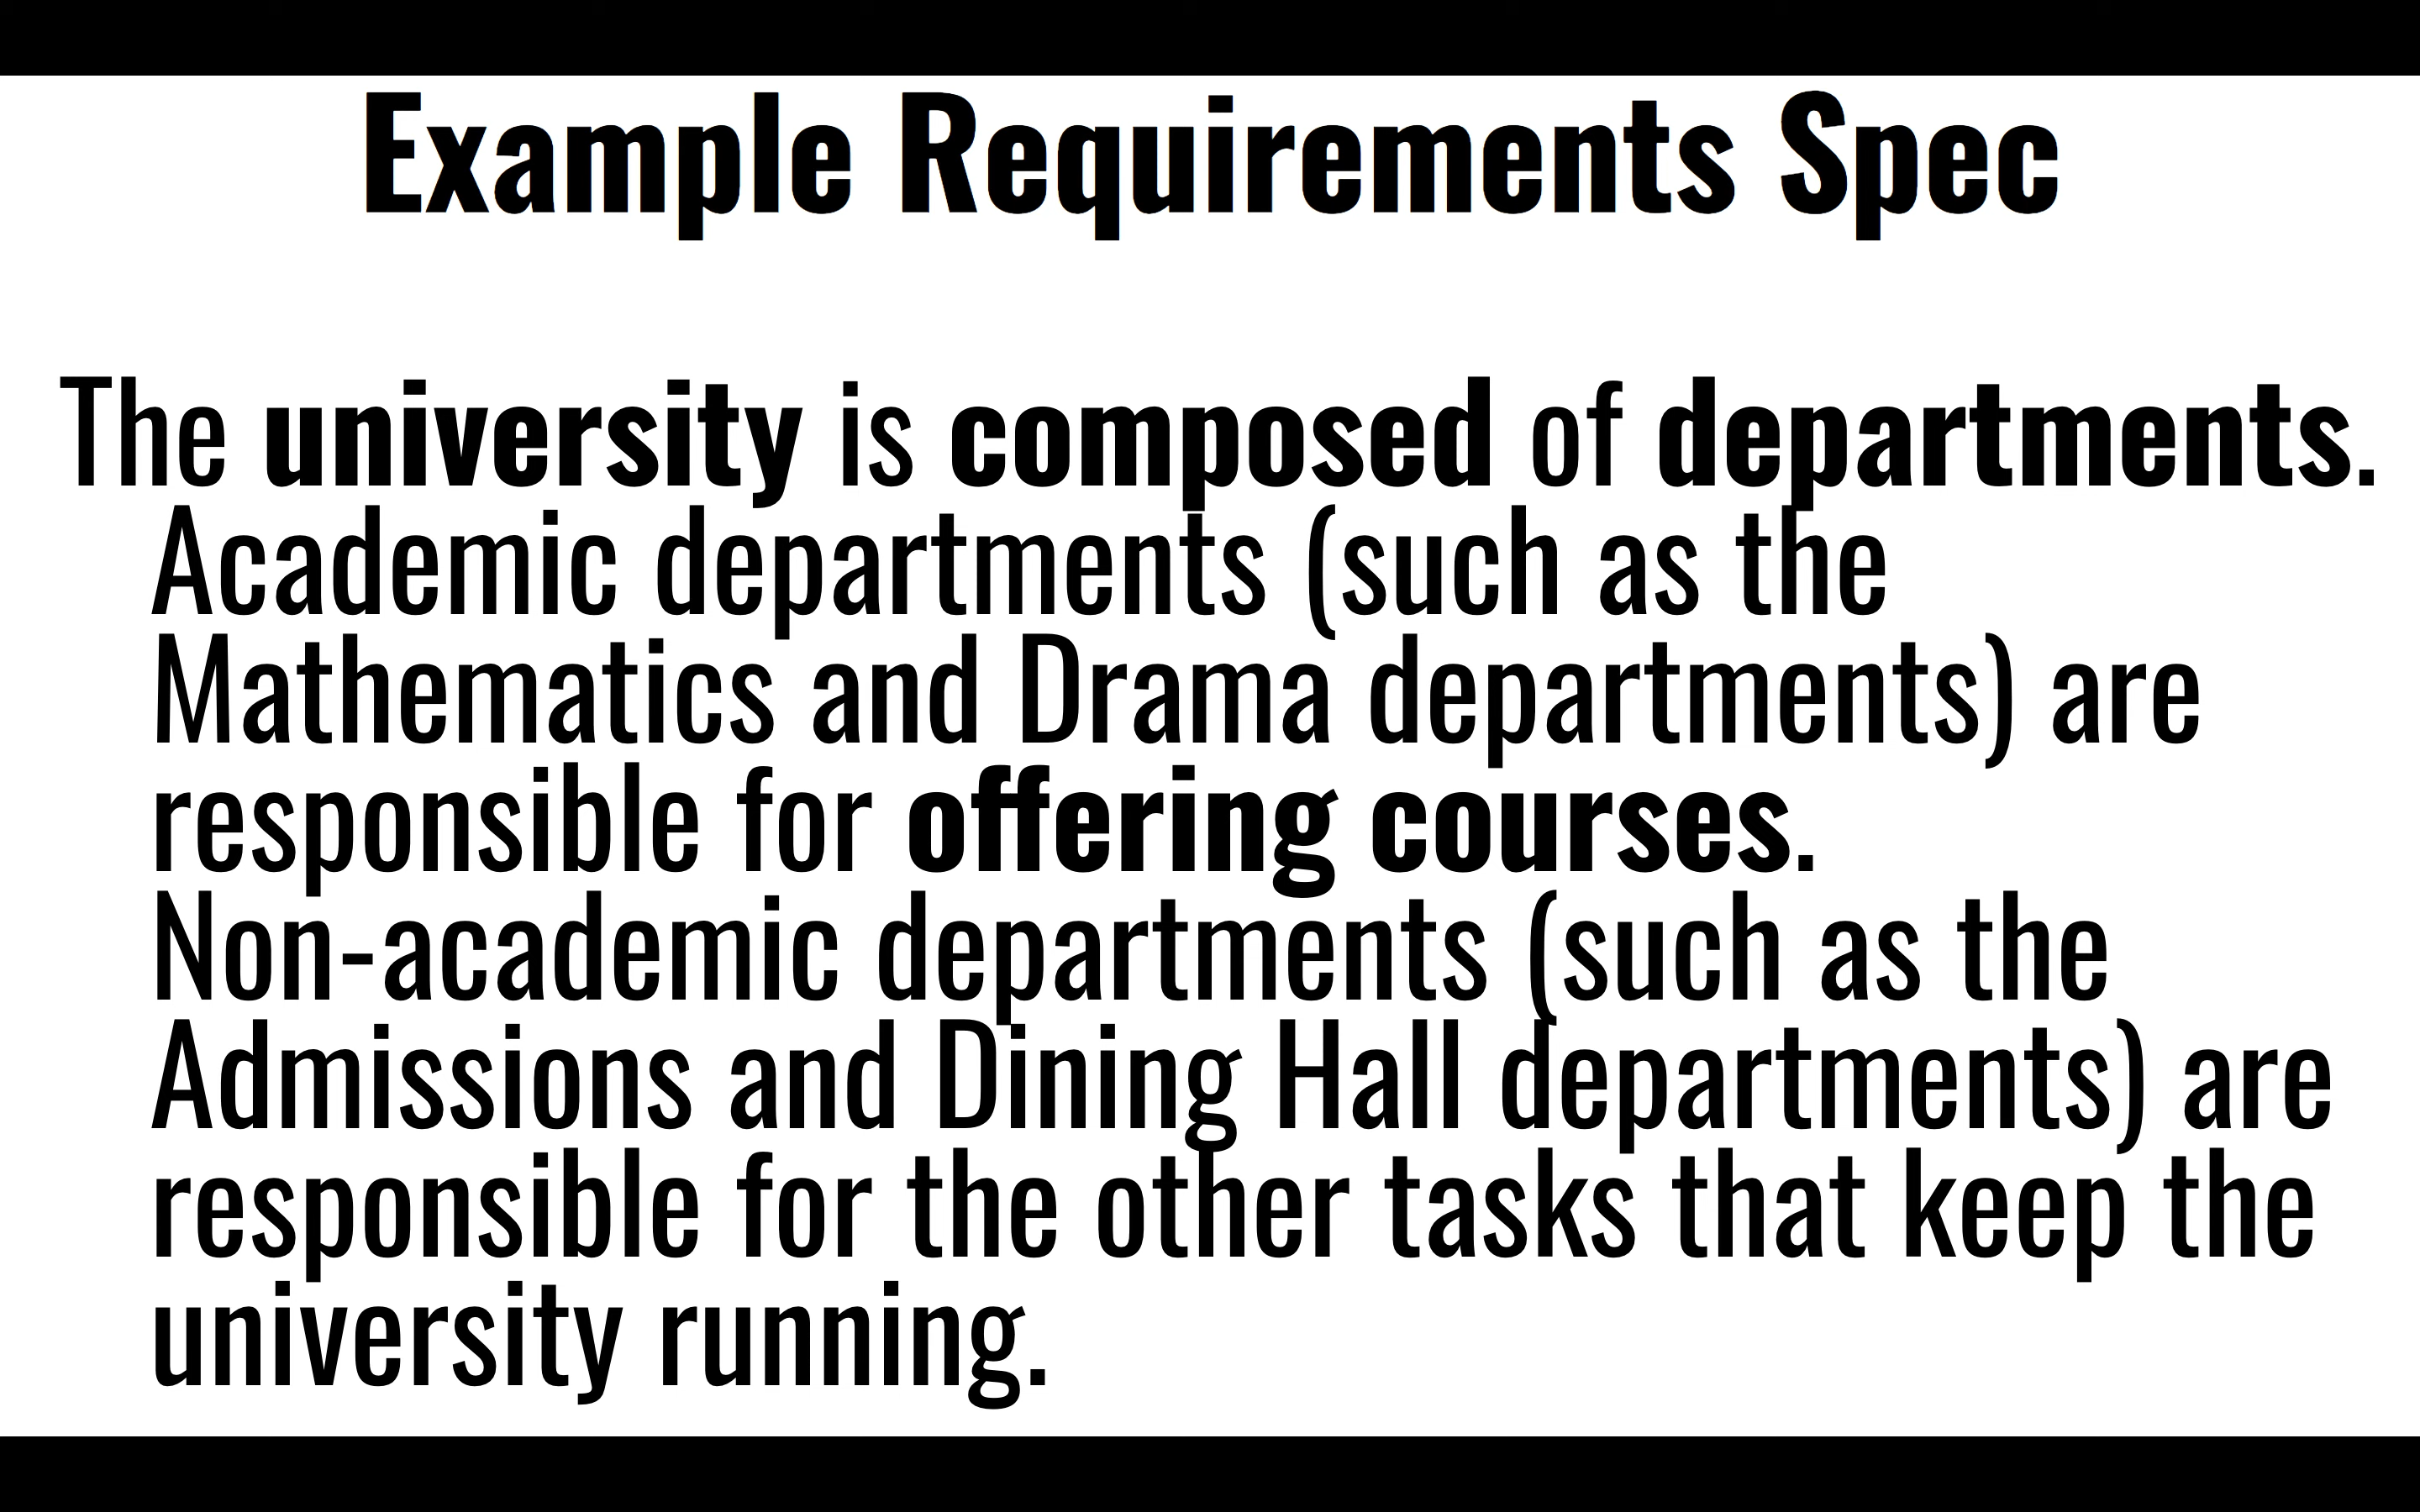 Example Requirements Spec
The university is composed of departments.
Academic departments (such as the
Mathematics and Drama departments) are
responsible for offering courses.
Non-academic departments (such as the
Admissions and Dining Hall departments) are
responsible for the other tasks that keep the
university running.